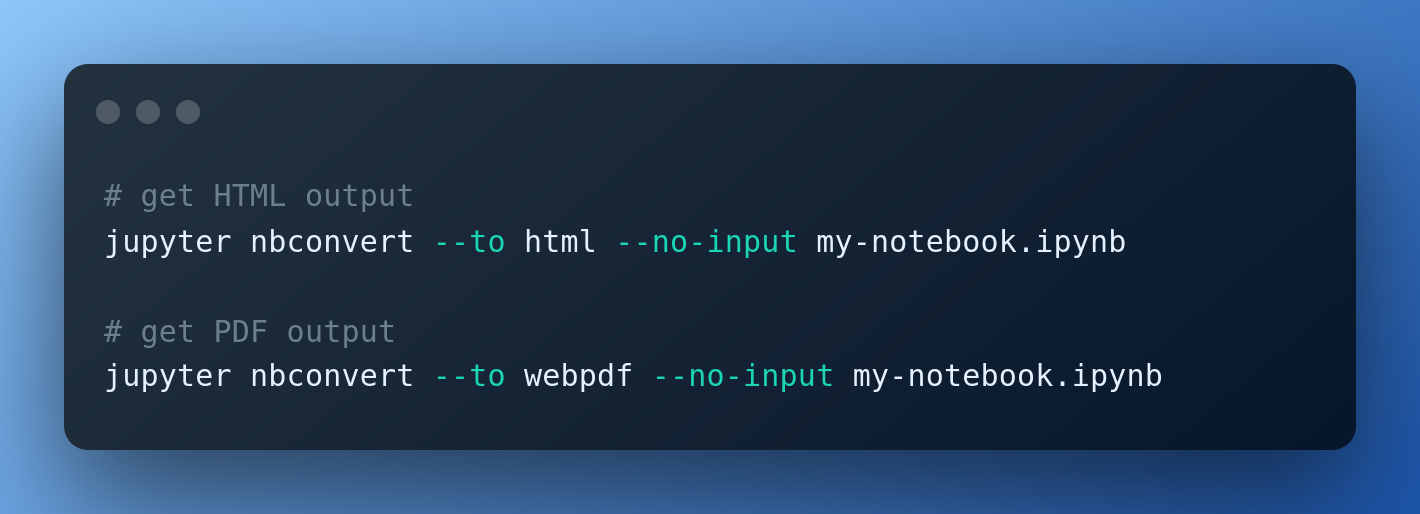 # get HTML output
jupyter nbconvert --to html --no-input my-notebook.ipynb
# get PDF output
jupyter nbconvert --to webpdf --no-input my-notebook.ipynb